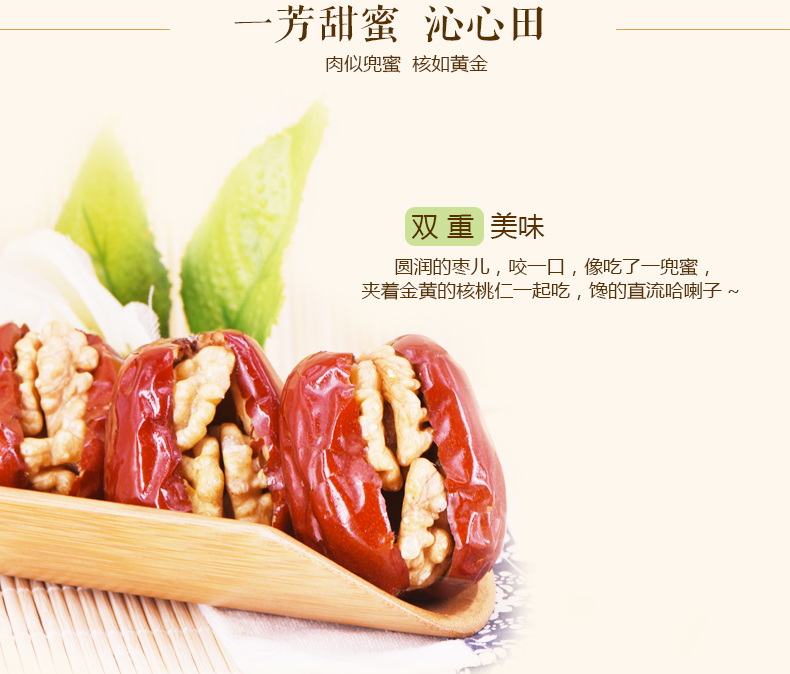 一芳甜蜜 沁心田
肉似兜蜜 核如黄金
双重美味
圆润的枣儿，咬一口，像吃了一兜蜜，
夹着金黄的核桃仁一起吃，馋的直流哈喇子~